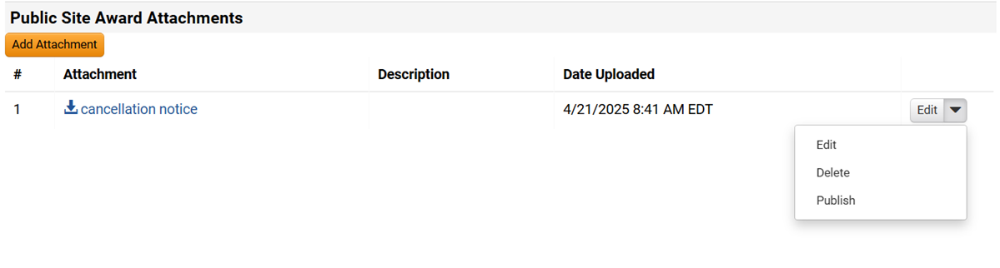 Public Site Award Attachments
Add Attachment
# Attachment Description Date Uploaded
1 cancellation notice 4/21/2025 8:41 AM EDT Edit
Edit
Delete
Publish